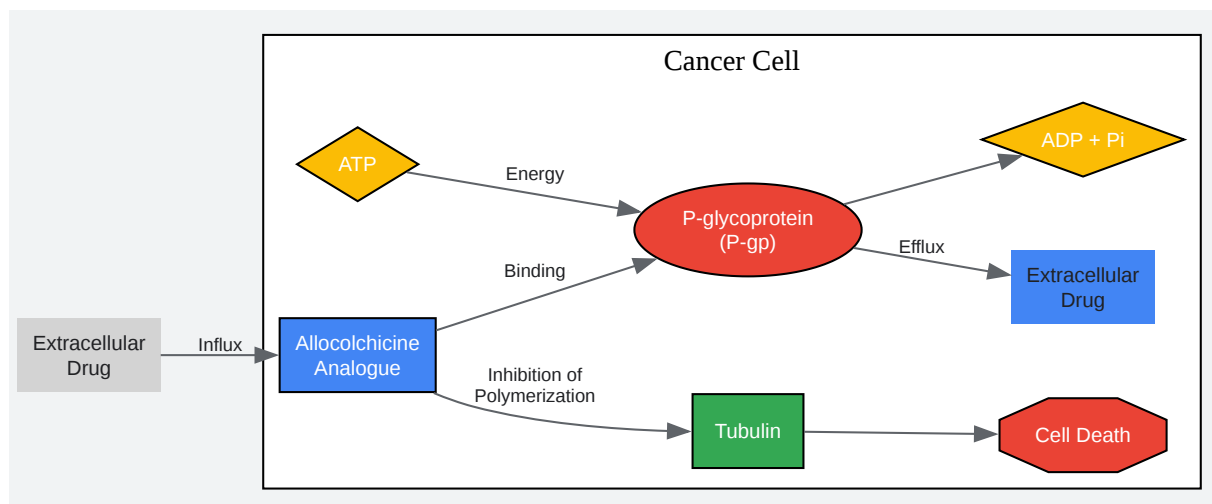 Cancer Cell
ATP
Energy
ADP + Pi
P-glycoprotein
(P-gp)
Efflux
Extracellular
Drug
Binding
Extracellular
Drug
Influx
Allocolchicine
Analogue
Inhibition of
Polymerization
Tubulin
Cell Death